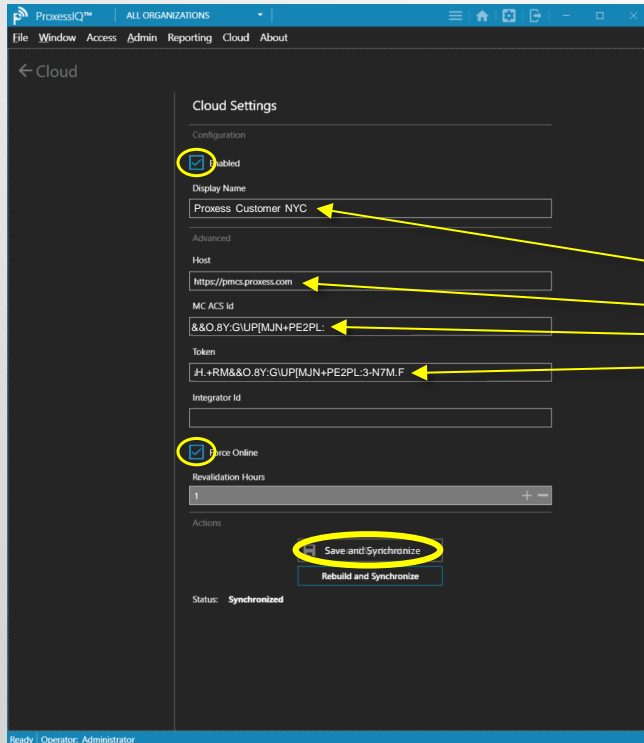 ProxessIQ™ ALL ORGANIZATIONS
File Window Access Admin Reporting Cloud About
Cloud
Cloud Settings
Configuration
Enabled
Display Name
Proxess Customer NYC
Advanced
Host
https://pmcs.proxess.com
MC ACS Id
&&O.8Y:G\UP[MJN+PE2PL:
Token
:H.+RM&&O.8Y:G\UP[MJN+PE2PL:3-N7M.F
Integrator Id
Force Online
Revalidation Hours
1
Actions
Save and Synchronize
Rebuild and Synchronize
Status: Synchronized
Ready Operator: Administrator